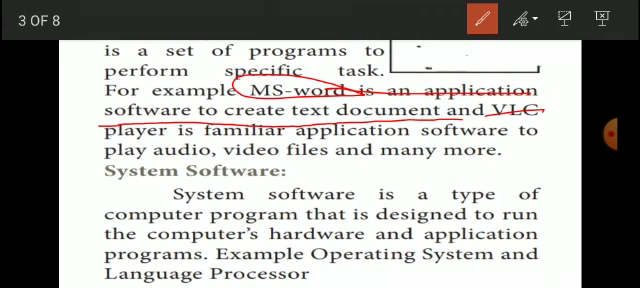 3 OF 8
is a set of programs to
perform specific task.
For example MS-word is an application
software to create text document and VLC
player is familiar application software to
play audio, video files and many more.
System Software:
System software is a type of
computer program that is designed to run
the computer's hardware and application
programs. Example Operating System and
Language Processor